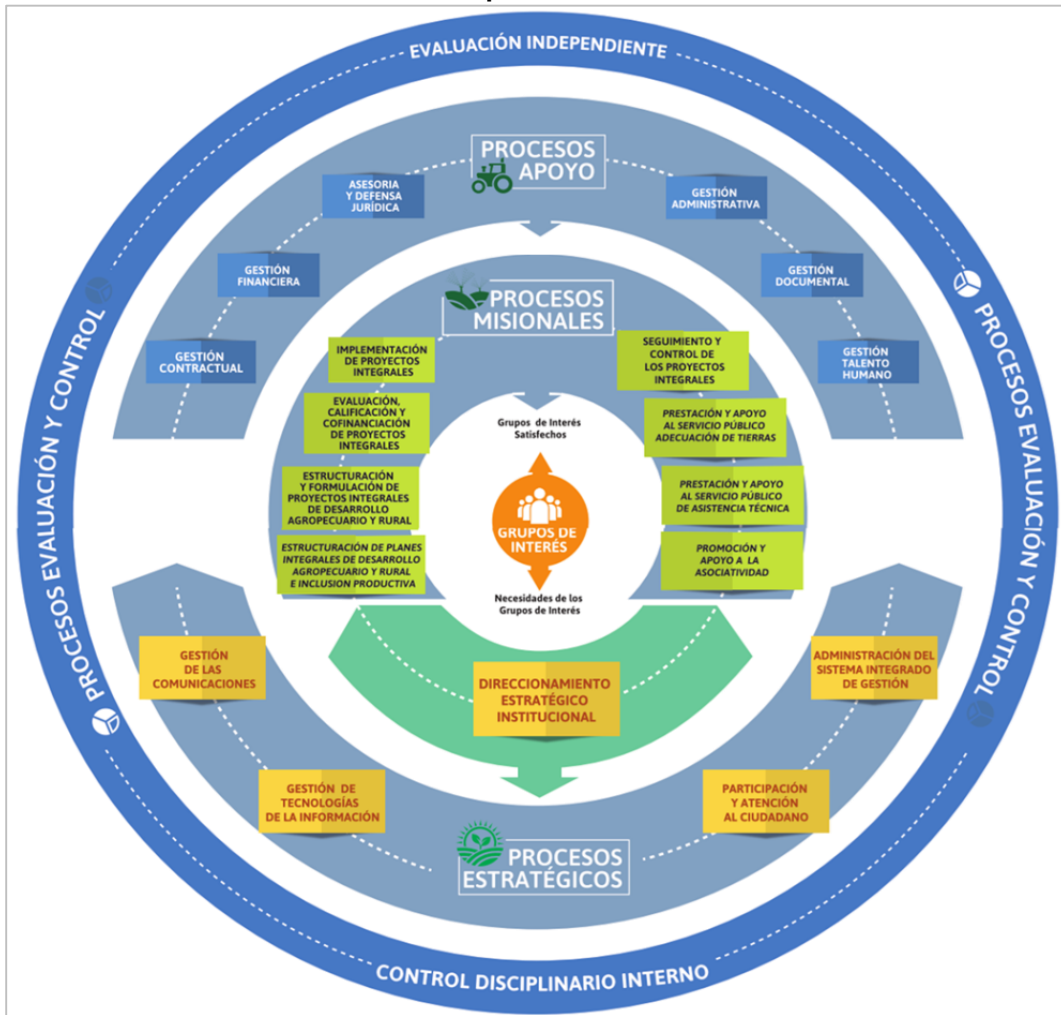 EVALUACIÓN INDEPENDIENTE
PROCESOS
APOYO
ASESORIA
Y DEFENSA
JURÍDICA
GESTIÓN
ADMINISTRATIVA
GESTIÓN
FINANCIERA
GESTIÓN
DOCUMENTAL
GESTIÓN
CONTRACTUAL
GESTIÓN
TALENTO
HUMANO
PROCESOS EVALUACIÓN Y CONTROL
PROCESOS EVALUACIÓN Y CONTROL
PROCESOS
MISIONALES
IMPLEMENTACIÓN
DE PROYECTOS
INTEGRALES
SEGUIMIENTO Y
CONTROL DE
LOS PROYECTOS
INTEGRALES
EVALUACIÓN,
CALIFICACIÓN Y
COFINANCIACIÓN
DE PROYECTOS
INTEGRALES
PRESTACIÓN Y APOYO
AL SERVICIO PÚBLICO
ADECUACIÓN DE TIERRAS
ESTRUCTURACIÓN
Y FORMULACIÓN DE
PROYECTOS INTEGRALES
DE DESARROLLO
AGROPECUARIO Y RURAL
PRESTACIÓN Y APOYO
AL SERVICIO PÚBLICO
DE ASISTENCIA TÉCNICA
ESTRUCTURACIÓN DE PLANES
INTEGRALES DE DESARROLLO
AGROPECUARIO Y RURAL
E INCLUSION PRODUCTIVA
PROMOCIÓN Y
APOYO A LA
ASOCIATIVIDAD
Grupos de Interés
Satisfechos
GRUPOS DE
INTERÉS
Necesidades de los
Grupos de Interés
DIRECCIONAMIENTO
ESTRATÉGICO
INSTITUCIONAL
GESTIÓN
DE LAS
COMUNICACIONES
ADMINISTRACIÓN DEL
SISTEMA INTEGRADO
DE GESTIÓN
GESTIÓN DE
TECNOLOGÍAS
DE LA INFORMACIÓN
PARTICIPACIÓN
Y ATENCIÓN
AL CIUDADANO
PROCESOS
ESTRATÉGICOS
CONTROL DISCIPLINARIO INTERNO